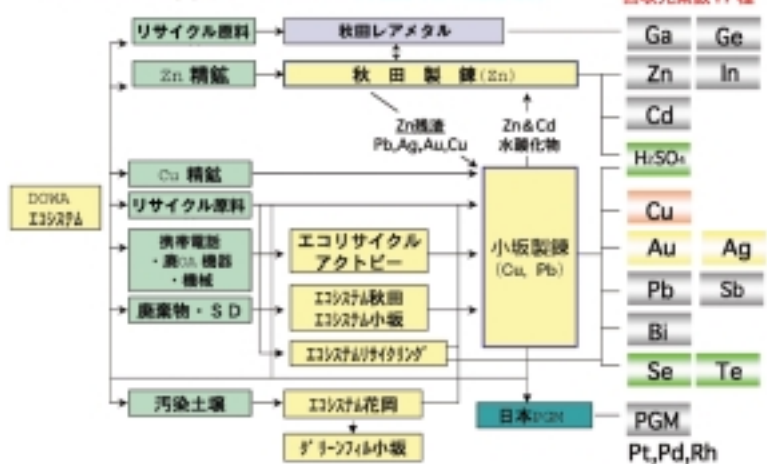 リサイクル原料
秋田レアメタル
Ga
Ge
Zn 精鉱
秋田製錬(Zn)
Zn
In
Zn残渣
Pb,Ag,Au,Cu
Zn&Cd
水酸化物
Cd
H2SO4
Cu 精鉱
DOWA
エコシステム
リサイクル原料
携帯電話
・廃OA 機器
・機械
エコリサイクル
アクトビー
小坂製錬
(Cu, Pb)
Cu
Au
Ag
Pb
Sb
廃棄物・SD
エコシステム秋田
エコシステム小坂
Bi
エコシステムリサイクリング
Se
Te
汚染土壌
エコシステム花岡
日本PGM
PGM
グリーンフィル小坂
Pt,Pd,Rh